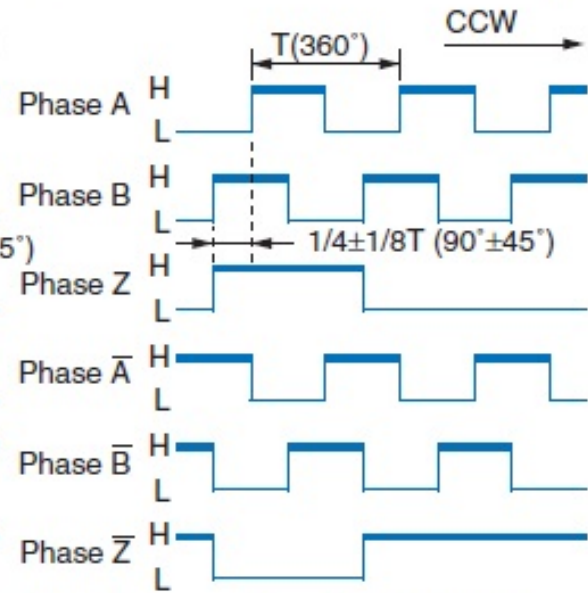 CCW
T(360°)
Phase A H
L
Phase B H
L
5°)
1/4±1/8T (90°±45°)
Phase Z H
L
Phase A̅ H
L
Phase B̅ H
L
Phase Z̅ H
L